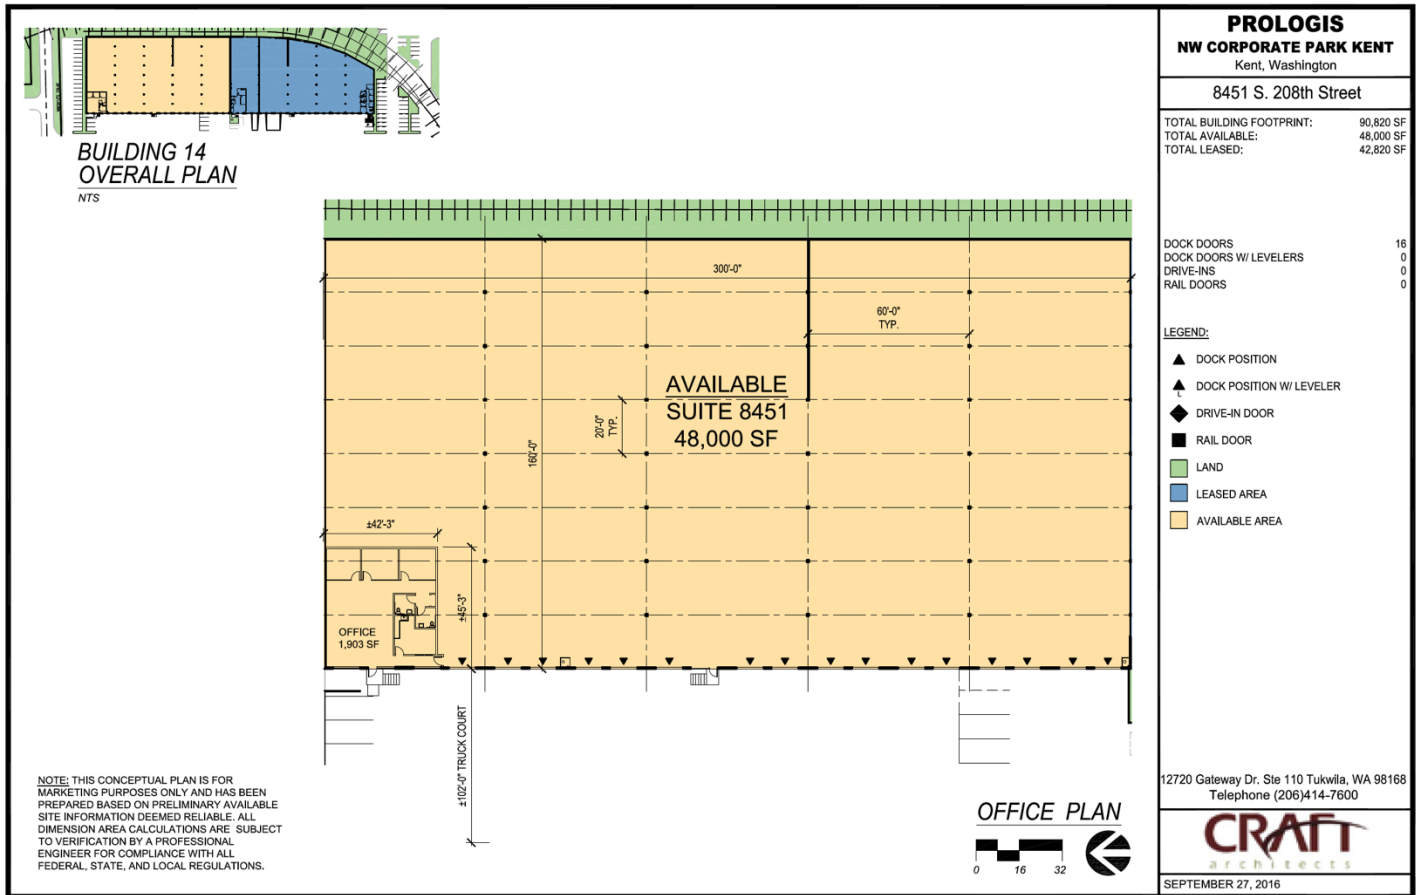 BUILDING 14
OVERALL PLAN
NTS
300'-0"
60'-0"
TYP.
AVAILABLE
SUITE 8451
48,000 SF
20'-0"
TYP.
160'-0"
±42'-3"
±45'-3"
OFFICE
1,903 SF
±102'-0" TRUCK COURT
NOTE: THIS CONCEPTUAL PLAN IS FOR
MARKETING PURPOSES ONLY AND HAS BEEN
PREPARED BASED ON PRELIMINARY AVAILABLE
SITE INFORMATION DEEMED RELIABLE. ALL
DIMENSION AREA CALCULATIONS ARE SUBJECT
TO VERIFICATION BY A PROFESSIONAL
ENGINEER FOR COMPLIANCE WITH ALL
FEDERAL, STATE, AND LOCAL REGULATIONS.
OFFICE PLAN
0 16 32
PROLOGIS
NW CORPORATE PARK KENT
Kent, Washington
8451 S. 208th Street
TOTAL BUILDING FOOTPRINT: 90,820 SF
TOTAL AVAILABLE: 48,000 SF
TOTAL LEASED: 42,820 SF
DOCK DOORS 16
DOCK DOORS W/ LEVELERS 0
DRIVE-INS 0
RAIL DOORS 0
LEGEND:
DOCK POSITION
L DOCK POSITION W/ LEVELER
DRIVE-IN DOOR
RAIL DOOR
LAND
LEASED AREA
AVAILABLE AREA
12720 Gateway Dr. Ste 110 Tukwila, WA 98168
Telephone (206)414-7600
CRAFT
architects
SEPTEMBER 27, 2016